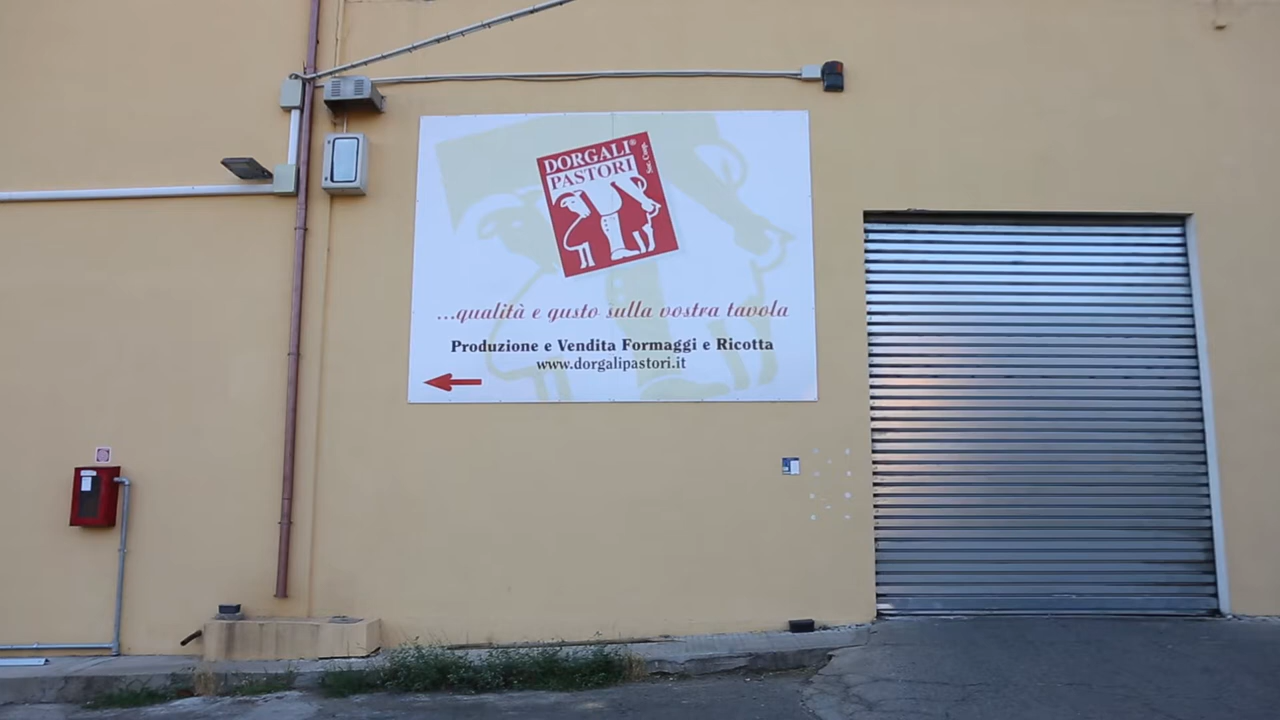 DORGALI®
PASTORI
Soc. Coop.
...qualità e gusto sulla vostra tavola
Produzione e Vendita Formaggi e Ricotta
www.dorgalipastori.it